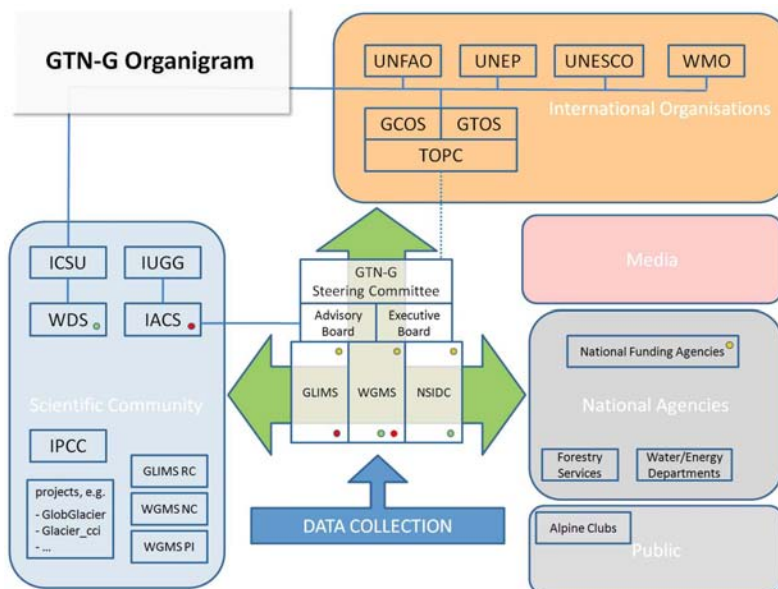 GTN-G Organigram
UNFAO
UNEP
UNESCO
WMO
International Organisations
GCOS
GTOS
TOPC
ICSU
IUGG
WDS
IACS
Scientific Community
IPCC
projects, e.g.
- GlobGlacier
- Glacier_cci
- ...
GLIMS RC
WGMS NC
WGMS PI
GTN-G
Steering Committee
Advisory
Board
Executive
Board
GLIMS
WGMS
NSIDC
DATA COLLECTION
Media
National Funding Agencies
National Agencies
Forestry
Services
Water/Energy
Departments
Alpine Clubs
Public